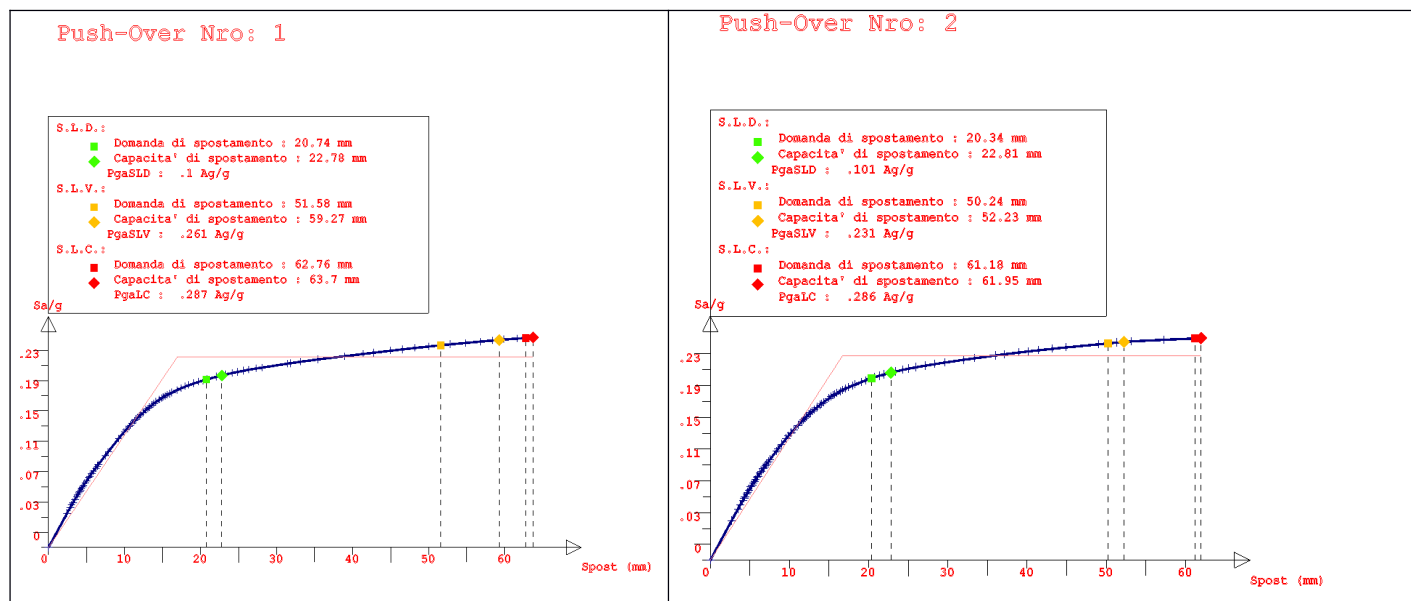 Push-Over Nro: 1
S.L.D.:
Domanda di spostamento : 20.74 mm
Capacita' di spostamento : 22.78 mm
PgaSLD : .1 Ag/g
S.L.V.:
Domanda di spostamento : 51.58 mm
Capacita' di spostamento : 59.27 mm
PgaSLV : .261 Ag/g
S.L.C.:
Domanda di spostamento : 62.76 mm
Capacita' di spostamento : 63.7 mm
PgaLC : .287 Ag/g
Sa/g
.23
.19
.15
.11
.07
.03
0
0 10 20 30 40 50 60
Spost (mm)
Push-Over Nro: 2
S.L.D.:
Domanda di spostamento : 20.34 mm
Capacita' di spostamento : 22.81 mm
PgaSLD : .101 Ag/g
S.L.V.:
Domanda di spostamento : 50.24 mm
Capacita' di spostamento : 52.23 mm
PgaSLV : .231 Ag/g
S.L.C.:
Domanda di spostamento : 61.18 mm
Capacita' di spostamento : 61.95 mm
PgaLC : .286 Ag/g
Sa/g
.23
.19
.15
.11
.07
.03
0
0 10 20 30 40 50 60
Spost (mm)